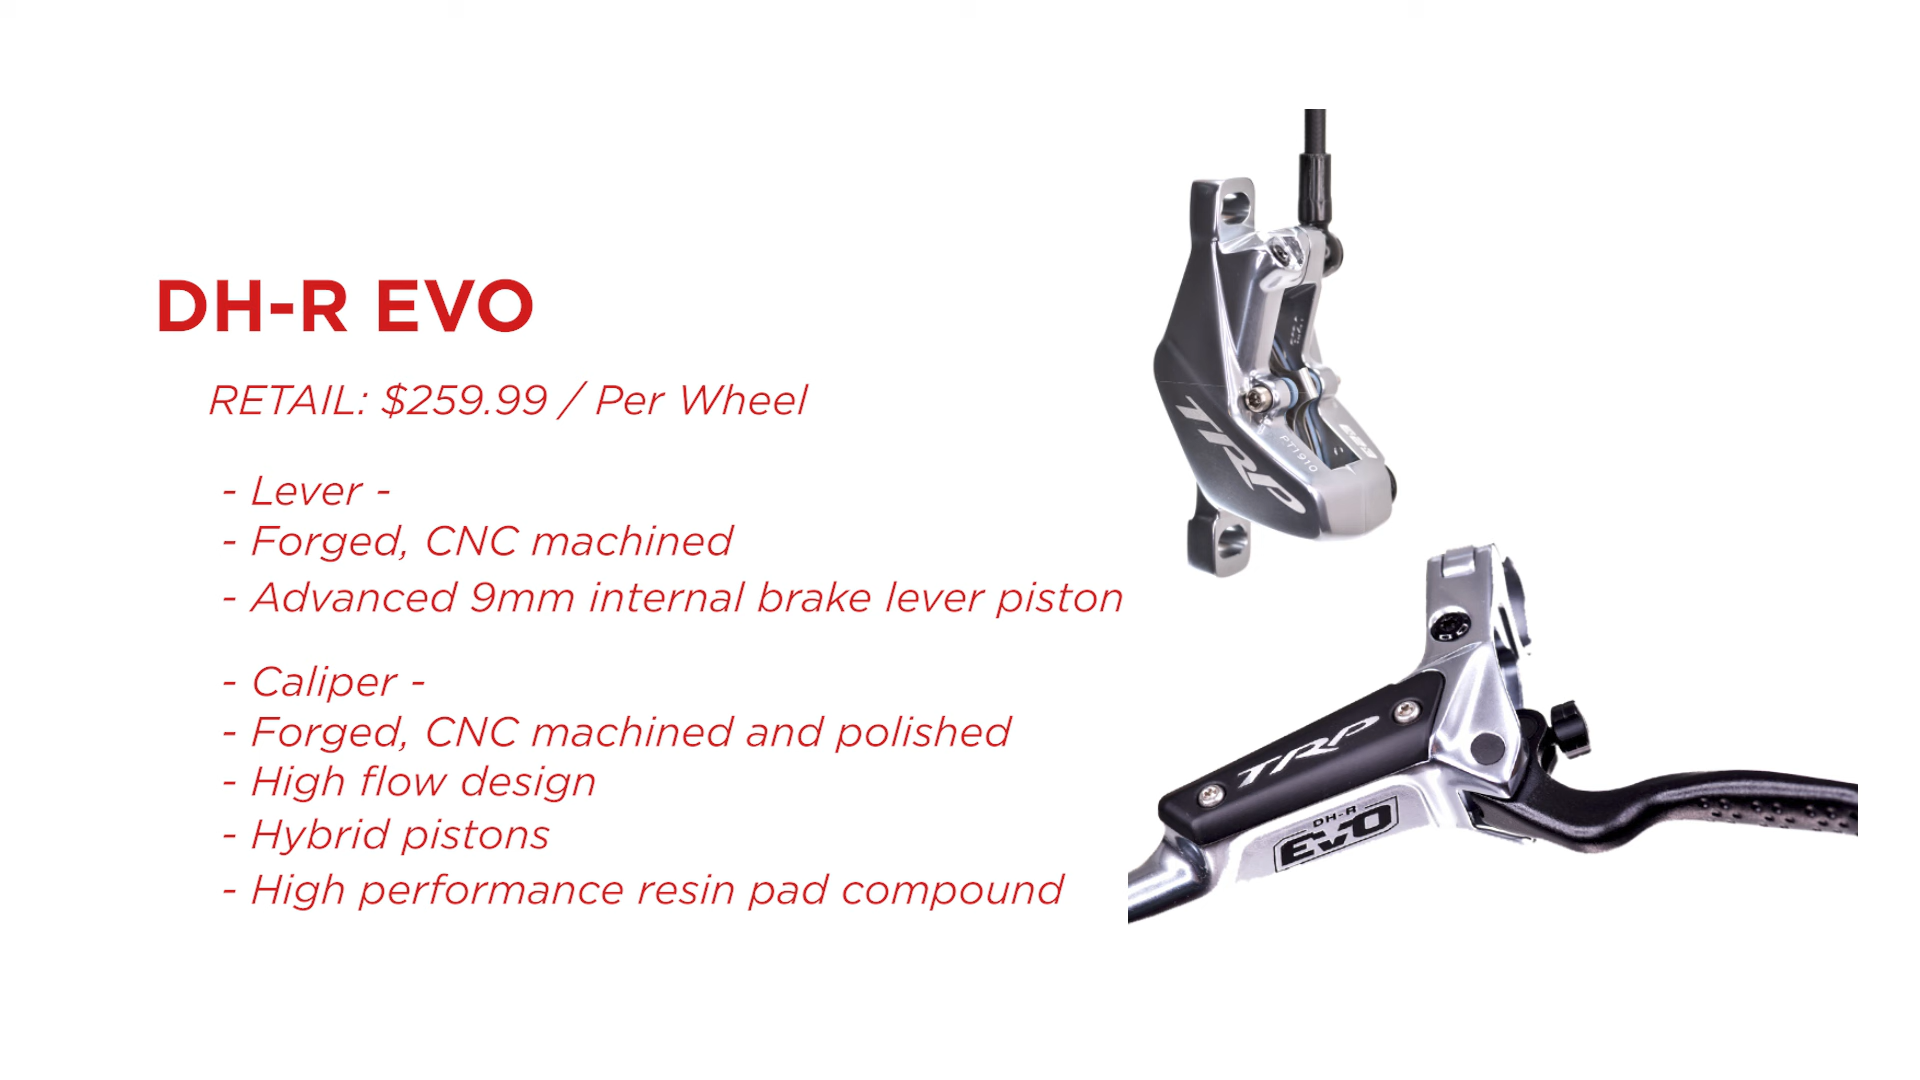 DH-R EVO
RETAIL: $259.99 / Per Wheel
- Lever -
- Forged, CNC machined
- Advanced 9mm internal brake lever piston
- Caliper -
- Forged, CNC machined and polished
- High flow design
- Hybrid pistons
- High performance resin pad compound
TRP
PT1910
TRP
DH-R
EVO